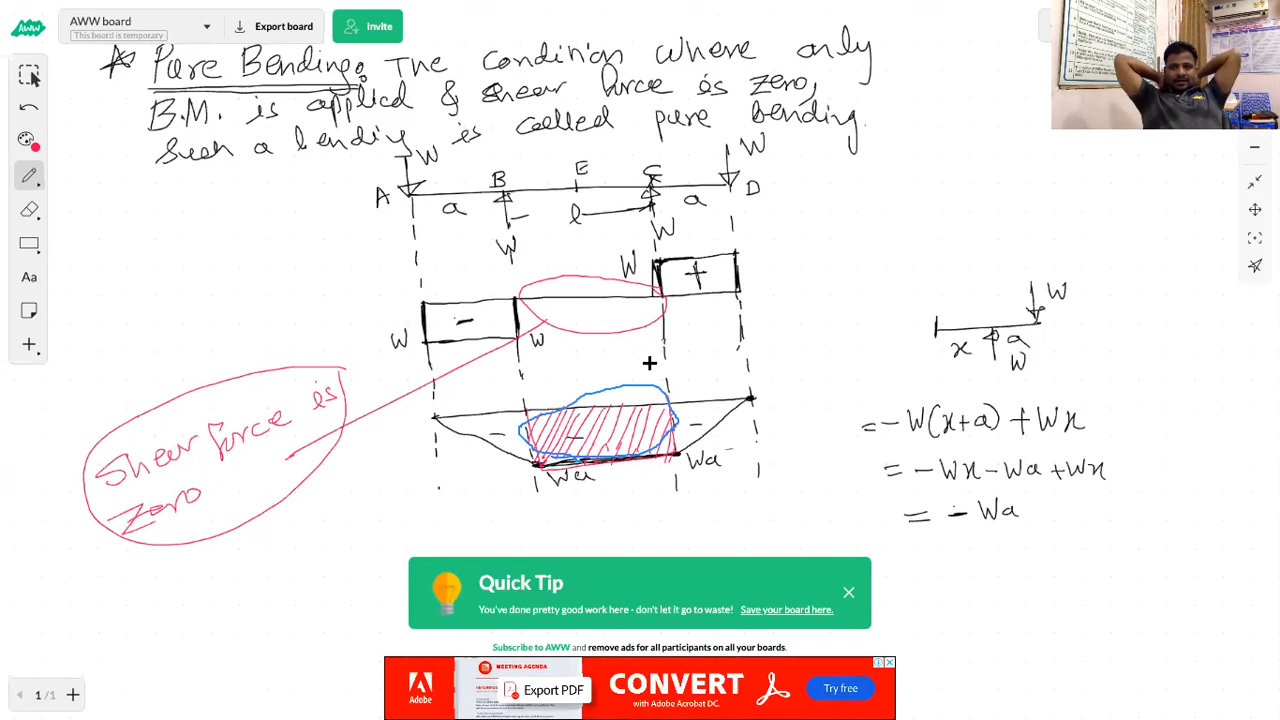 AWW board
This board is temporary
Export board
Invite
Pure Bending: The condition where only
B.M. is applied & shear force is zero,
Such a bending is called pure bending.
W
W
A
B
E
C
D
a
l
a
W
W
W
+
-
W
W
Shear force is
zero
-
-
-
Wa
Wa
W
x
a
W
= -W(x+a) + Wx
= -Wx - Wa + Wx
= - Wa
Aa
Quick Tip
You've done pretty good work here - don't let it go to waste! Save your board here.
Subscribe to AWW and remove ads for all participants on all your boards.
MEETING AGENDA
Adobe
Export PDF
CONVERT
with Adobe Acrobat DC.
Try free
1/1